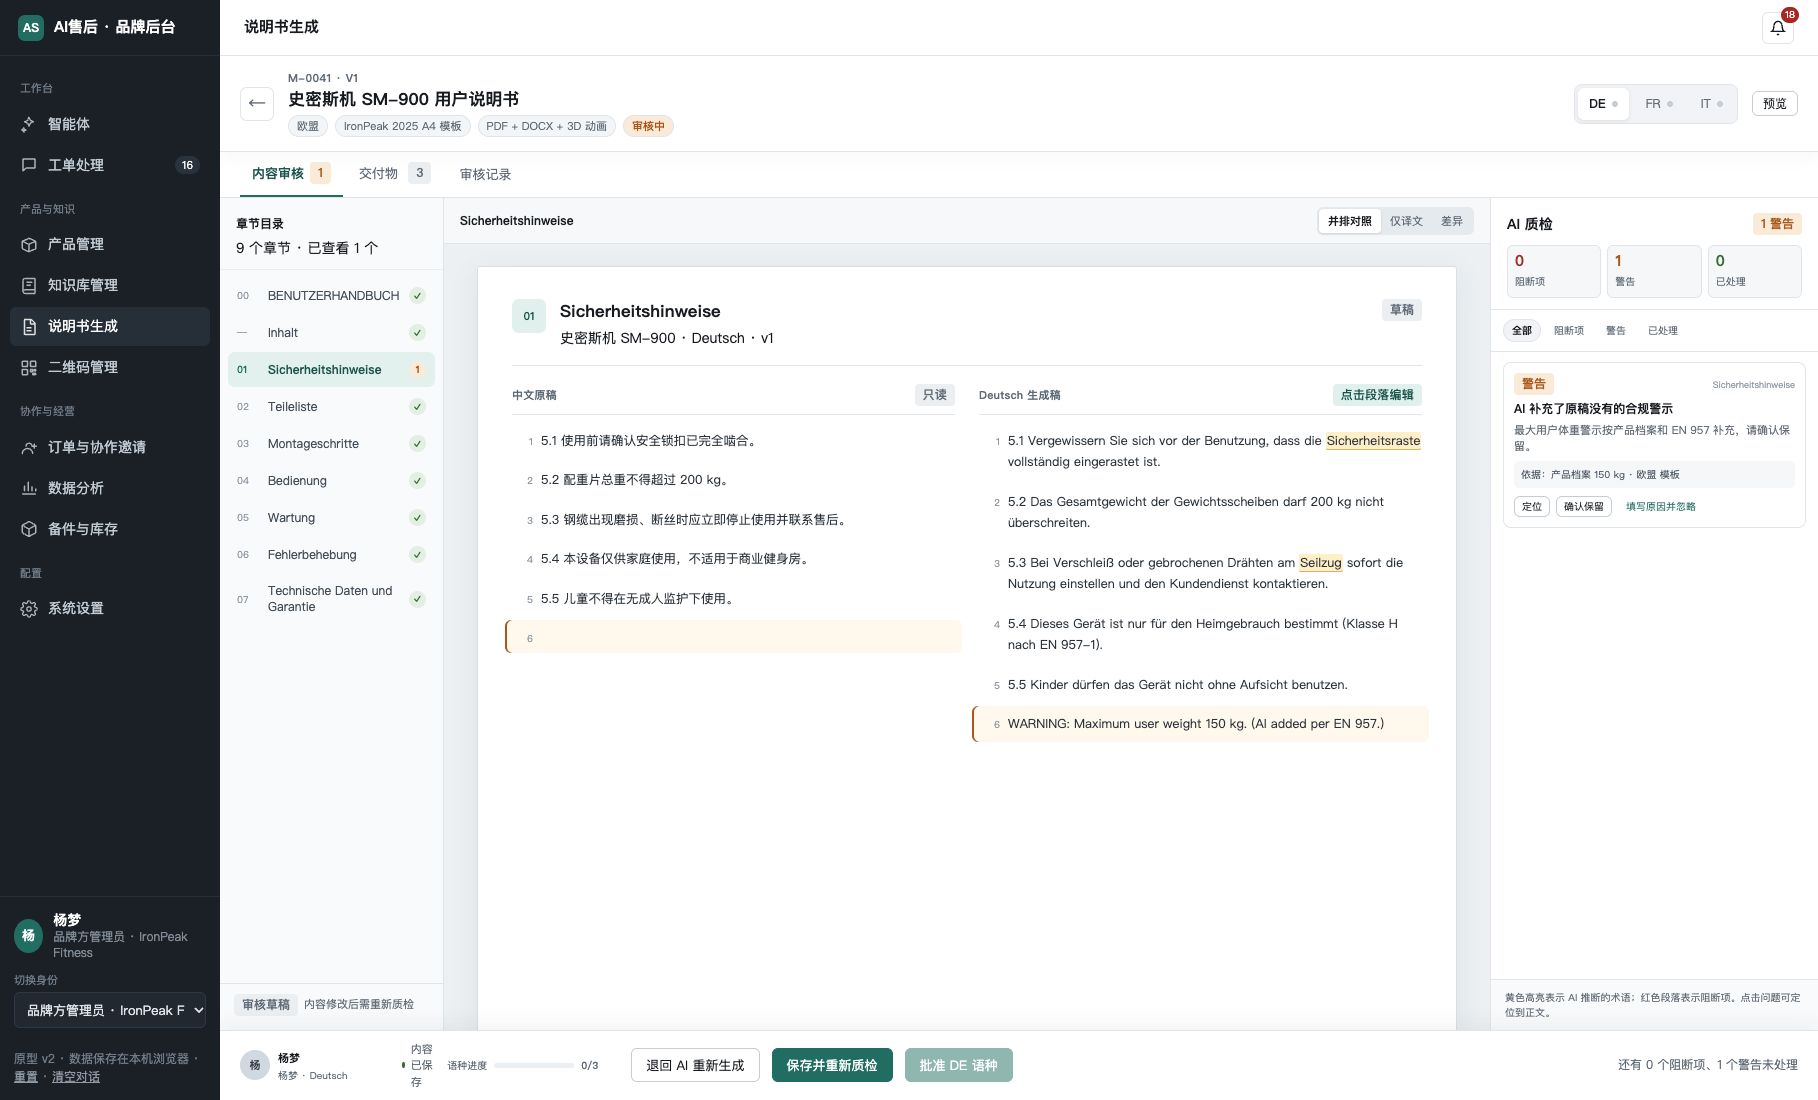 AS
AI售后 · 品牌后台
工作台
智能体
工单处理
16
产品与知识
产品管理
知识库管理
说明书生成
二维码管理
协作与经营
订单与协作邀请
数据分析
备件与库存
配置
系统设置
杨
杨梦
品牌方管理员 · IronPeak
Fitness
切换身份
品牌方管理员 · IronPeak F
原型 v2 · 数据保存在本机浏览器 ·
重置 · 清空对话
说明书生成
18
M-0041 · V1
史密斯机 SM-900 用户说明书
欧盟
IronPeak 2025 A4 模板
PDF + DOCX + 3D 动画
审核中
DE
FR
IT
预览
内容审核 1
交付物 3
审核记录
章节目录
9 个章节 · 已查看 1 个
00 BENUTZERHANDBUCH
— Inhalt
01 Sicherheitshinweise 1
02 Teileliste
03 Montageschritte
04 Bedienung
05 Wartung
06 Fehlerbehebung
07 Technische Daten und
Garantie
审核草稿 内容修改后需重新质检
Sicherheitshinweise
并排对照
仅译文
差异
01
Sicherheitshinweise
草稿
史密斯机 SM-900 · Deutsch · v1
中文原稿
只读
1 5.1 使用前请确认安全锁扣已完全啮合。
2 5.2 配重片总重不得超过 200 kg。
3 5.3 钢缆出现磨损、断丝时应立即停止使用并联系售后。
4 5.4 本设备仅供家庭使用，不适用于商业健身房。
5 5.5 儿童不得在无成人监护下使用。
6
Deutsch 生成稿
点击段落编辑
1 5.1 Vergewissern Sie sich vor der Benutzung, dass die Sicherheitsraste
vollständig eingerastet ist.
2 5.2 Das Gesamtgewicht der Gewichtsscheiben darf 200 kg nicht
überschreiten.
3 5.3 Bei Verschleiß oder gebrochenen Drähten am Seilzug sofort die
Nutzung einstellen und den Kundendienst kontaktieren.
4 5.4 Dieses Gerät ist nur für den Heimgebrauch bestimmt (Klasse H
nach EN 957-1).
5 5.5 Kinder dürfen das Gerät nicht ohne Aufsicht benutzen.
6 WARNING: Maximum user weight 150 kg. (AI added per EN 957.)
AI 质检
1 警告
0
阻断项
1
警告
0
已处理
全部
阻断项
警告
已处理
警告
Sicherheitshinweise
AI 补充了原稿没有的合规警示
最大用户体重警示按产品档案和 EN 957 补充，请确认保
留。
依据：产品档案 150 kg · 欧盟 模板
定位
确认保留
填写原因并忽略
黄色高亮表示 AI 推断的术语；红色段落表示阻断项。点击问题可定
位到正文。
杨
杨梦
杨梦 · Deutsch
内容
已保
存
语种进度
0/3
退回 AI 重新生成
保存并重新质检
批准 DE 语种
还有 0 个阻断项、1 个警告未处理